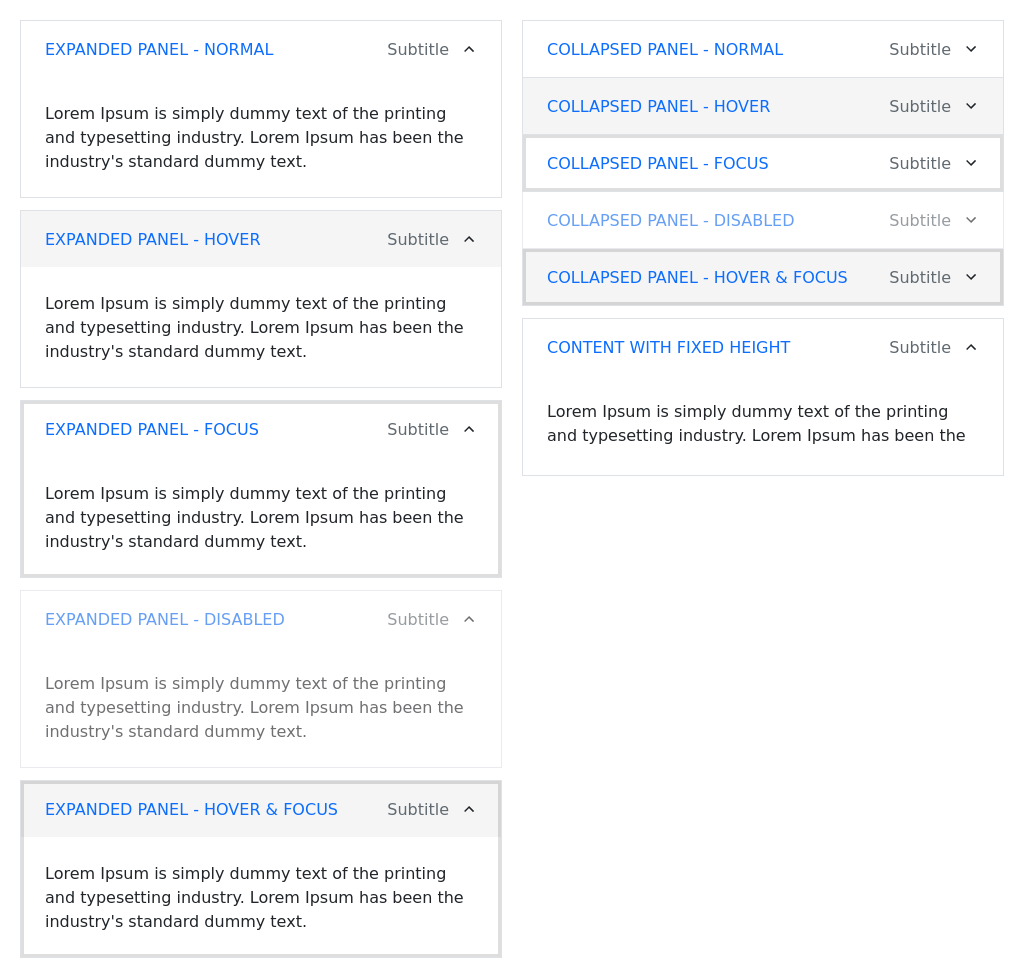 EXPANDED PANEL - NORMAL Subtitle
Lorem Ipsum is simply dummy text of the printing
and typesetting industry. Lorem Ipsum has been the
industry's standard dummy text.
EXPANDED PANEL - HOVER Subtitle
Lorem Ipsum is simply dummy text of the printing
and typesetting industry. Lorem Ipsum has been the
industry's standard dummy text.
EXPANDED PANEL - FOCUS Subtitle
Lorem Ipsum is simply dummy text of the printing
and typesetting industry. Lorem Ipsum has been the
industry's standard dummy text.
EXPANDED PANEL - DISABLED Subtitle
Lorem Ipsum is simply dummy text of the printing
and typesetting industry. Lorem Ipsum has been the
industry's standard dummy text.
EXPANDED PANEL - HOVER & FOCUS Subtitle
Lorem Ipsum is simply dummy text of the printing
and typesetting industry. Lorem Ipsum has been the
industry's standard dummy text.
COLLAPSED PANEL - NORMAL Subtitle
COLLAPSED PANEL - HOVER Subtitle
COLLAPSED PANEL - FOCUS Subtitle
COLLAPSED PANEL - DISABLED Subtitle
COLLAPSED PANEL - HOVER & FOCUS Subtitle
CONTENT WITH FIXED HEIGHT Subtitle
Lorem Ipsum is simply dummy text of the printing
and typesetting industry. Lorem Ipsum has been the